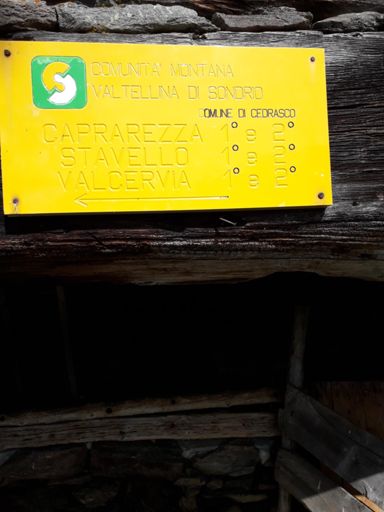 COMUNITA' MONTANA
VALTELLINA DI SONDRIO
COMUNE DI CEDRASCO
CAPRAREZZA 1° e 2°
STAVELLO 1° e 2°
VALCERVIA 1° e 2°